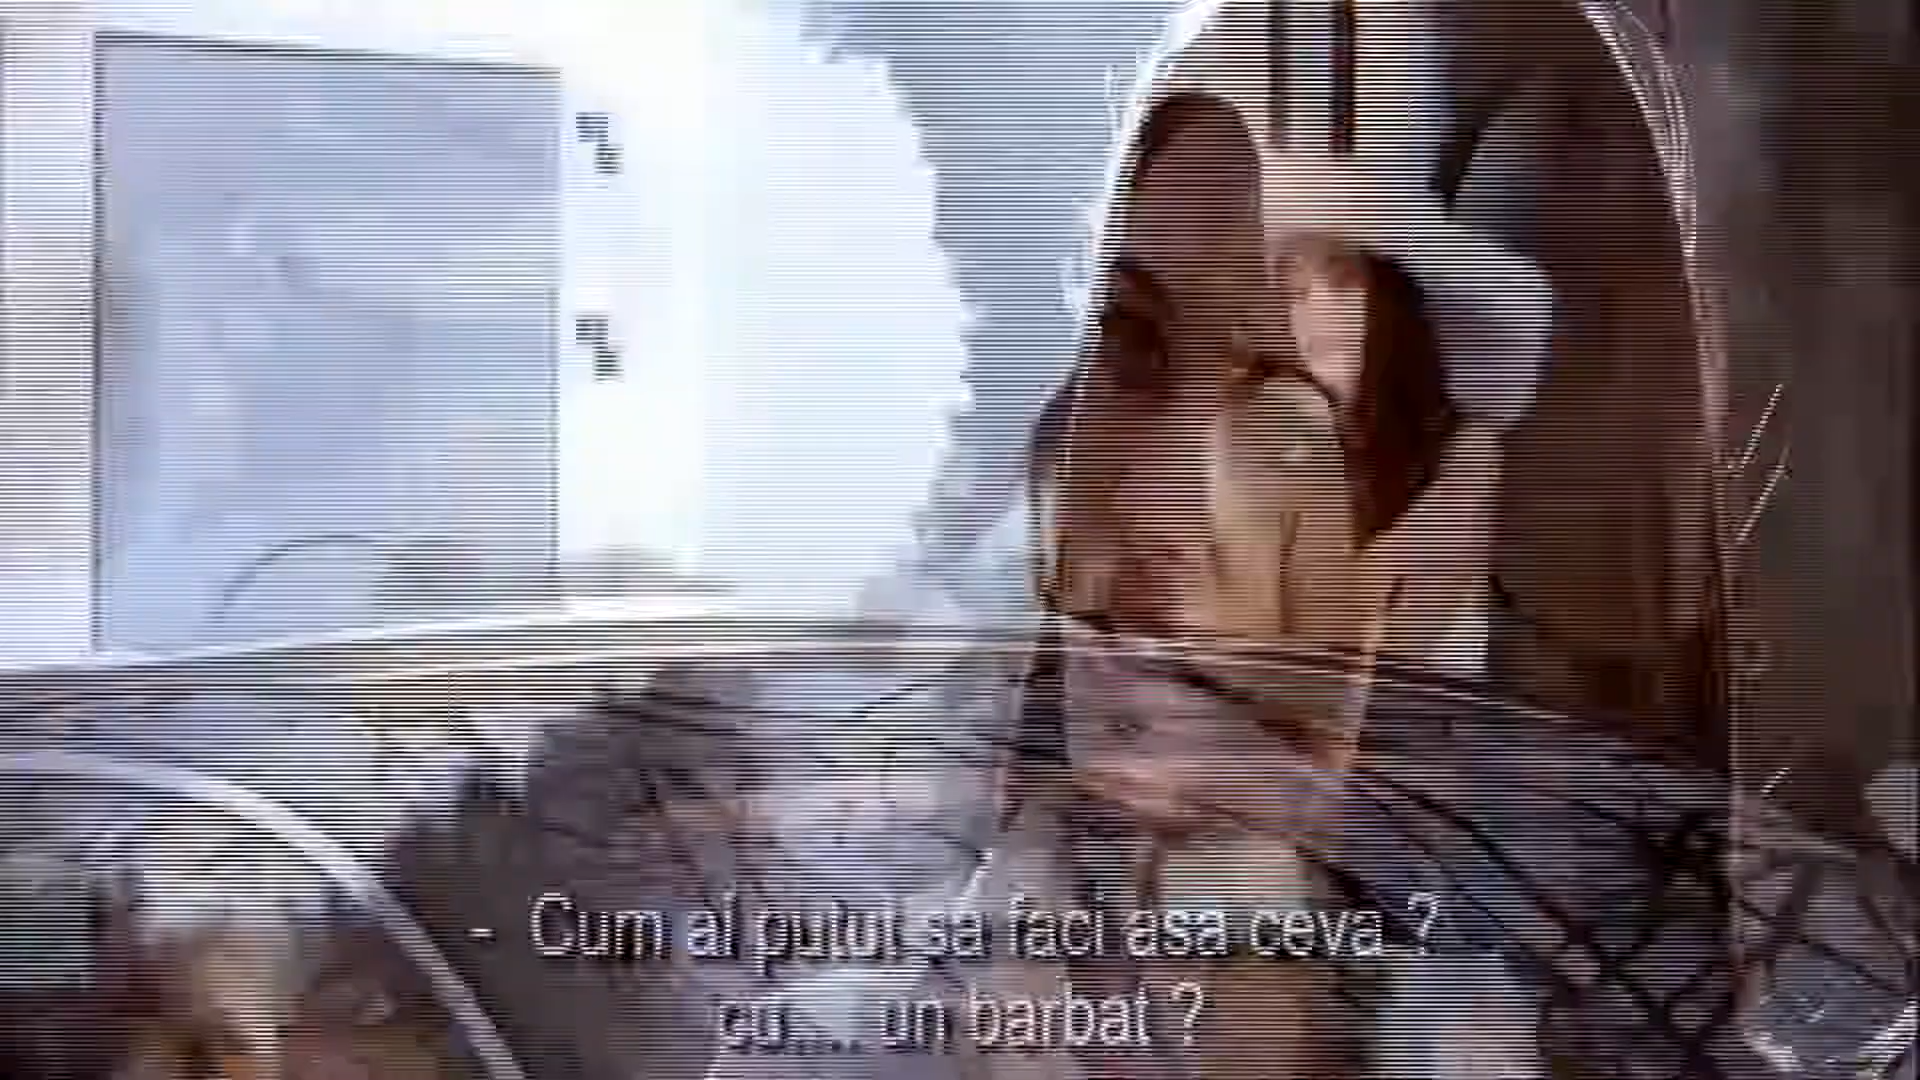 - Cum ai putut sa faci asa ceva ?
cu.... un barbat ?